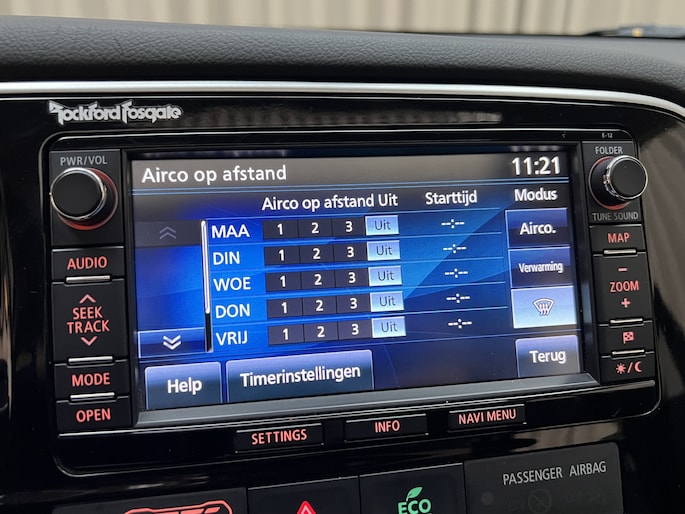 Rockford Fosgate
E-12
PWR/VOL
FOLDER
Airco op afstand 11:21
TUNE SOUND
Airco op afstand Uit Starttijd Modus
MAA 1 2 3 Uit --:-- Airco.
DIN 1 2 3 Uit --:--
WOE 1 2 3 Uit --:-- Verwarming
DON 1 2 3 Uit --:--
VRIJ 1 2 3 Uit --:--
Help Timerinstellingen Terug
AUDIO
SEEK
TRACK
MODE
OPEN
MAP
ZOOM
SETTINGS INFO NAVI MENU
PASSENGER AIRBAG
ECO